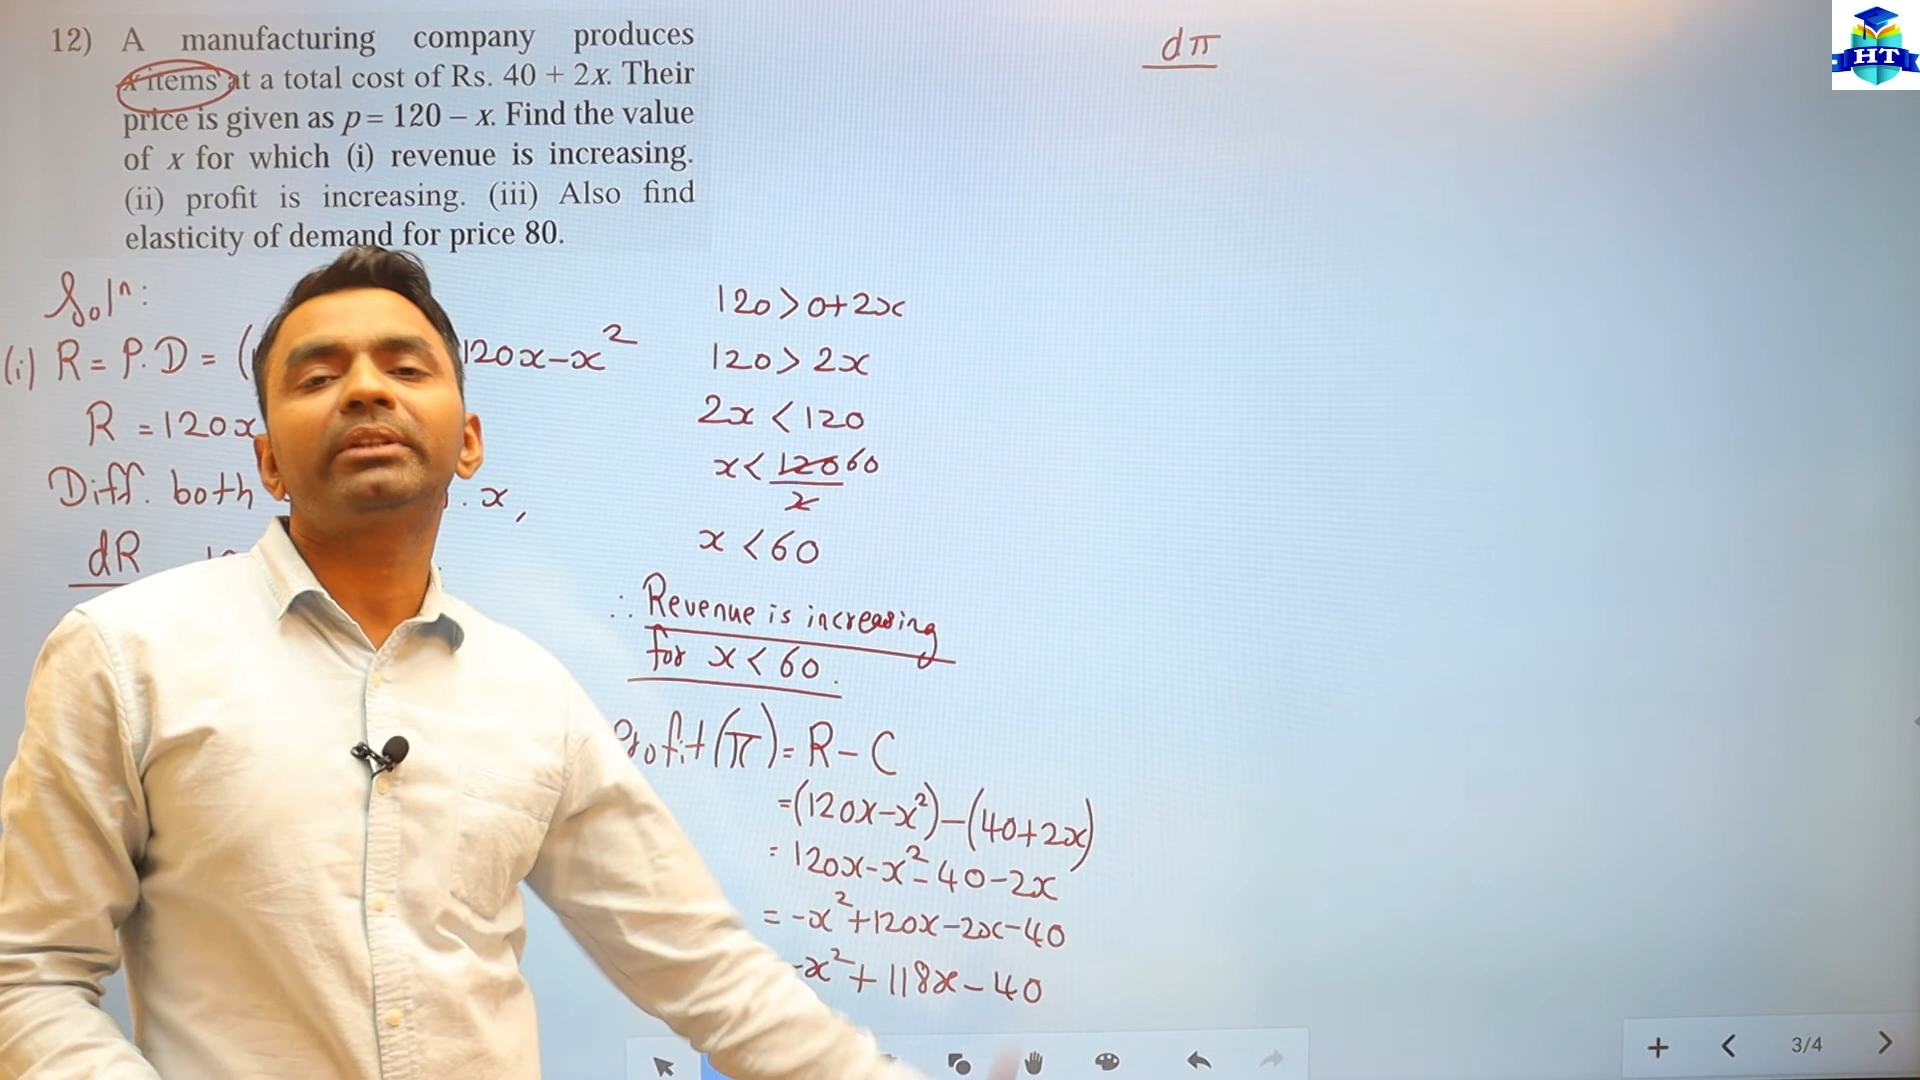 12) A manufacturing company produces
x items at a total cost of Rs. 40 + 2x. Their
price is given as p = 120 – x. Find the value
of x for which (i) revenue is increasing.
(ii) profit is increasing. (iii) Also find
elasticity of demand for price 80.
Solⁿ:
(i) R = P.D = ( 120x-x²
R = 120x
Diff. both . x,
dR
120 > 0+2x
120 > 2x
2x < 120
x < 120 60
2
x < 60
∴ Revenue is increasing
for x < 60.
Profit (π) = R - C
= (120x-x²) - (40+2x)
= 120x-x²-40-2x
= -x²+120x-2x-40
-x²+118x-40
dπ
HT
3/4